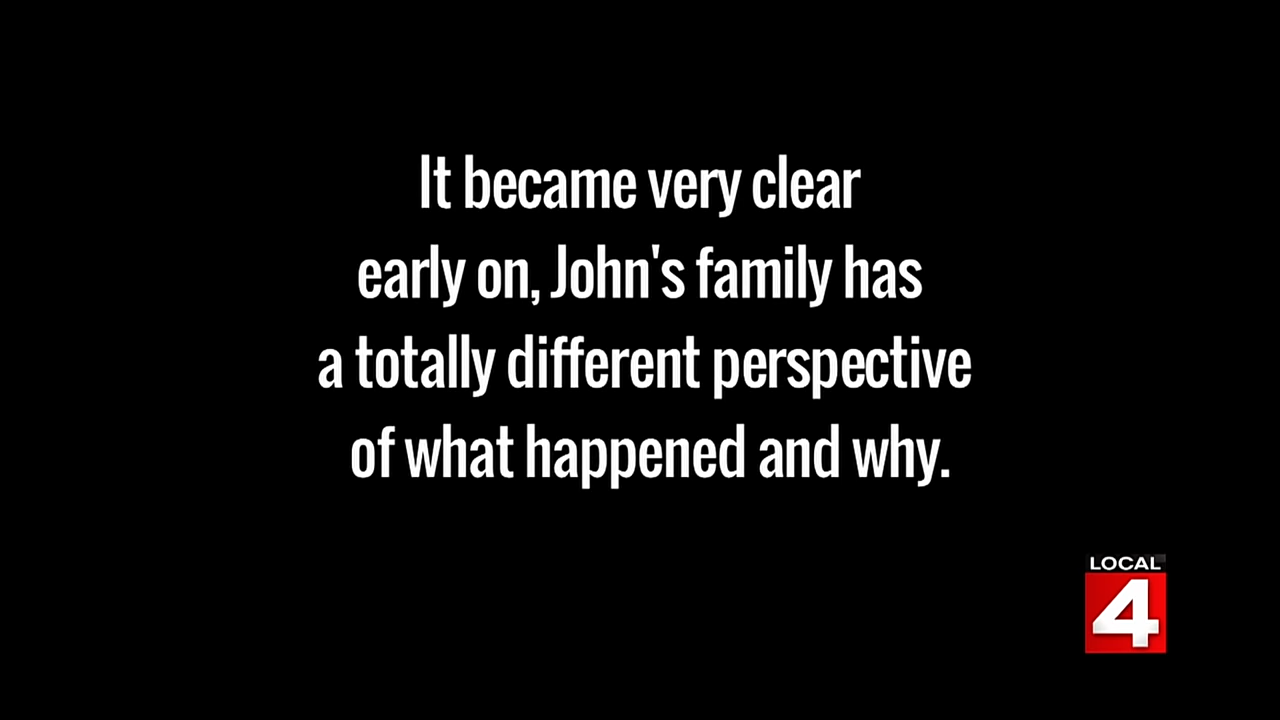 It became very clear
early on, John's family has
a totally different perspective
of what happened and why.
LOCAL
4